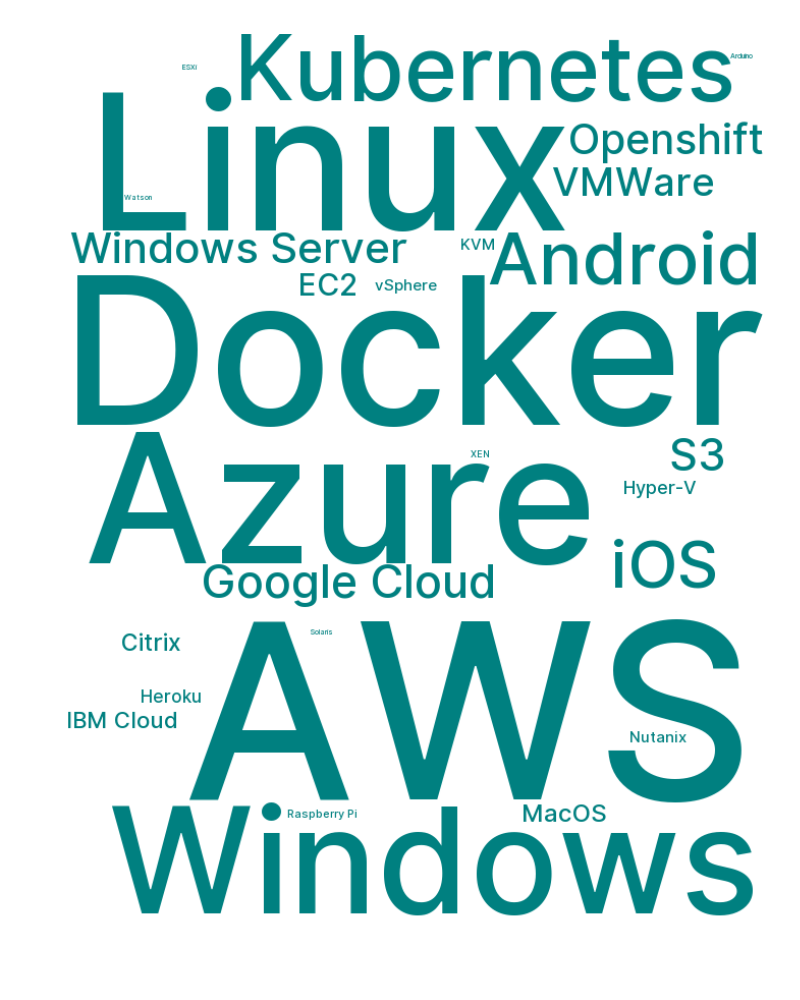 Kubernetes
Arduino
ESXi
Linux
Openshift
VMWare
Watson
Windows Server
KVM
Android
EC2
vSphere
Docker
Azure
XEN
S3
Hyper-V
iOS
Google Cloud
Citrix
Solaris
AWS
Heroku
IBM Cloud
Nutanix
Windows
Raspberry Pi
MacOS